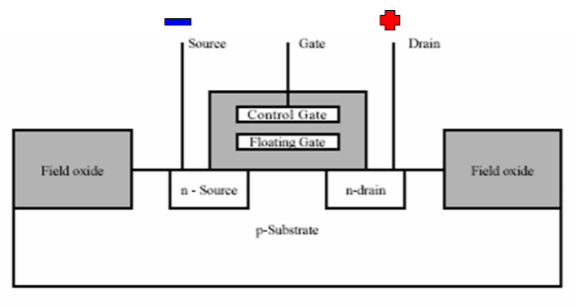 Source
Gate
Drain
Control Gate
Floating Gate
Field oxide
Field oxide
n - Source
n-drain
p-Substrate